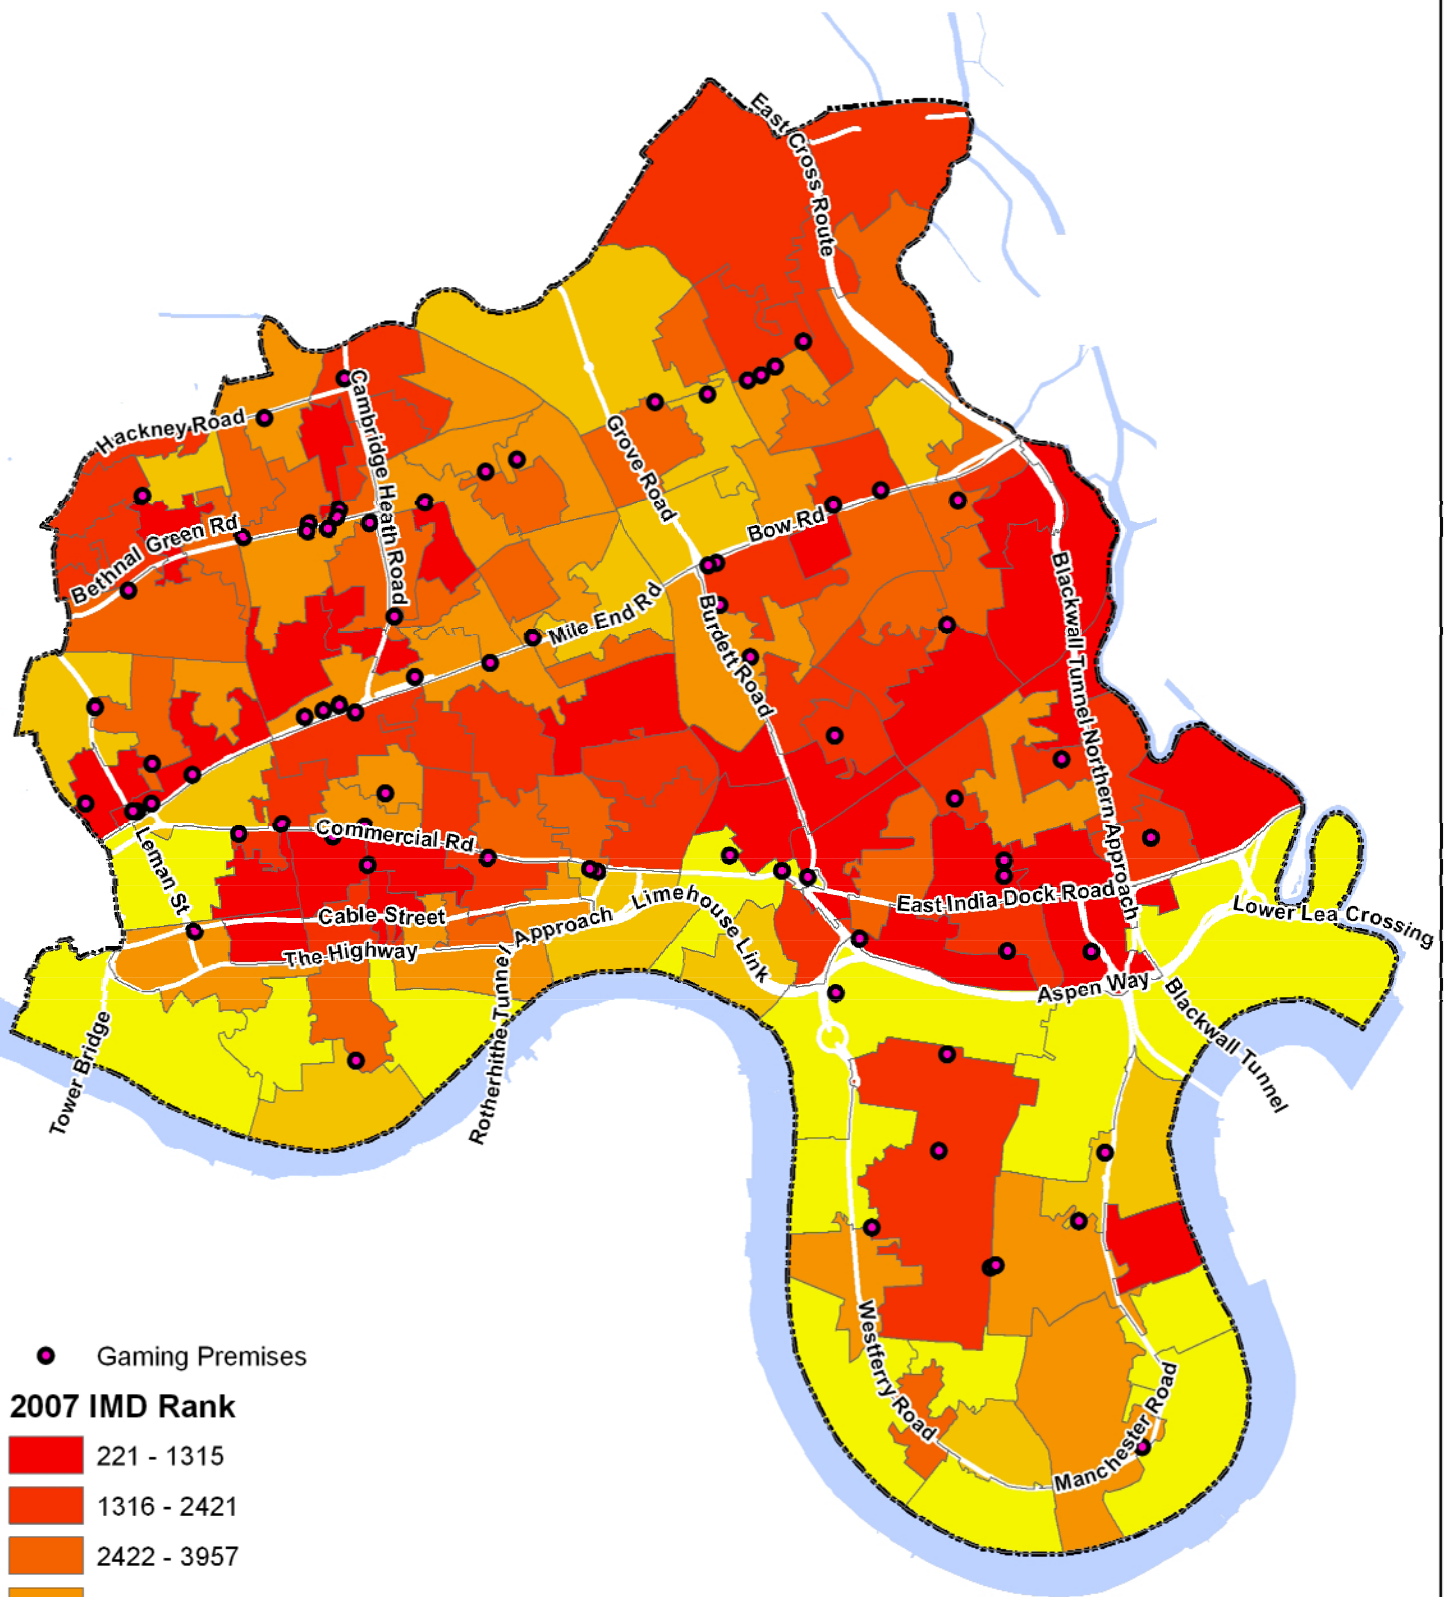 East Cross Route
Hackney Road
Cambridge Heath Road
Grove Road
Bethnal Green Rd
Bow Rd
Mile End Rd
Burdett Road
Blackwall Tunnel Northern Approach
Commercial Rd
Leman St
Cable Street
The Highway
Rotherhithe Tunnel Approach
Limehouse Link
East India Dock Road
Lower Lea Crossing
Aspen Way
Blackwall Tunnel
Tower Bridge
Westferry Road
Manchester Road
Gaming Premises
2007 IMD Rank
221 - 1315
1316 - 2421
2422 - 3957